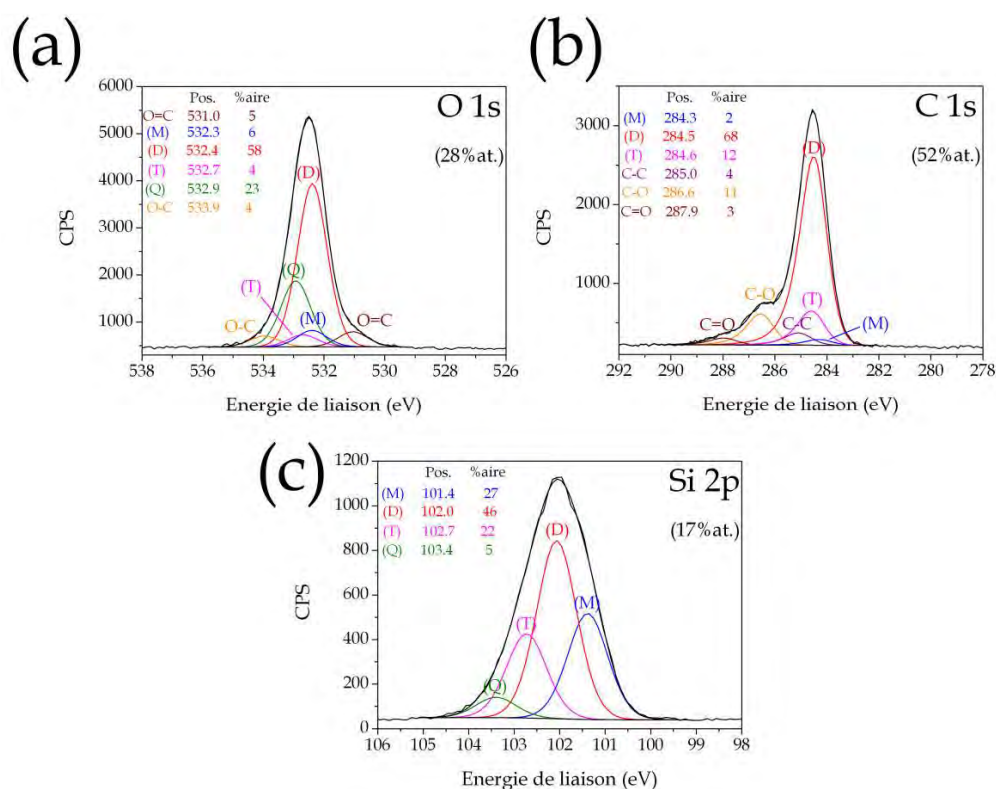 (a)
O 1s
(28%at.)
Pos. %aire
O=C 531.0 5
(M) 532.3 6
(D) 532.4 58
(T) 532.7 4
(Q) 532.9 23
O-C 533.9 4
(D)
(Q)
(T)
(M)
O-C
O=C
CPS
6000
5000
4000
3000
2000
1000
538 536 534 532 530 528 526
Energie de liaison (eV)
(b)
C 1s
(52%at.)
Pos. %aire
(M) 284.3 2
(D) 284.5 68
(T) 284.6 12
C-C 285.0 4
C-O 286.6 11
C=O 287.9 3
(D)
C-O
(T)
C=O
C-C
(M)
CPS
3000
2000
1000
292 290 288 286 284 282 280 278
Energie de liaison (eV)
(c)
Si 2p
(17%at.)
Pos. %aire
(M) 101.4 27
(D) 102.0 46
(T) 102.7 22
(Q) 103.4 5
(D)
(M)
(T)
(Q)
CPS
1200
1000
800
600
400
200
0
106 105 104 103 102 101 100 99 98
Energie de liaison (eV)